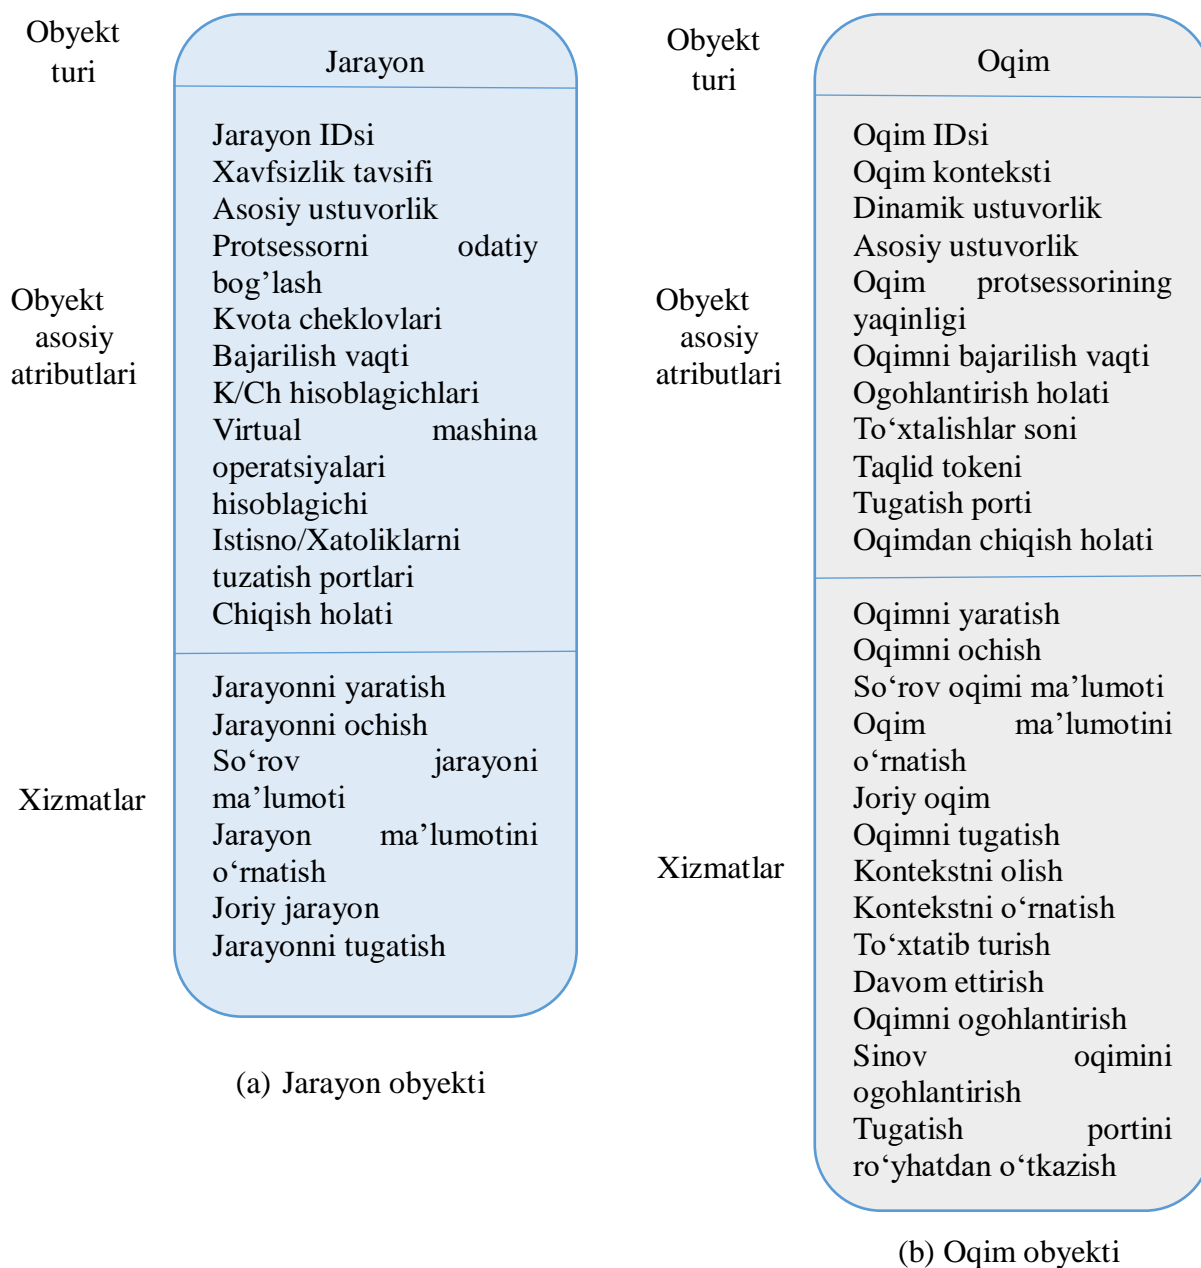 Obyekt
turi
Jarayon
Jarayon IDsi
Xavfsizlik tavsifi
Asosiy ustuvorlik
Protsessorni odatiy
bog’lash
Kvota cheklovlari
Bajarilish vaqti
K/Ch hisoblagichlari
Virtual mashina
operatsiyalari
hisoblagichi
Istisno/Xatoliklarni
tuzatish portlari
Chiqish holati
Obyekt
asosiy
atributlari
Jarayonni yaratish
Jarayonni ochish
So‘rov jarayoni
ma’lumoti
Jarayon ma’lumotini
o‘rnatish
Joriy jarayon
Jarayonni tugatish
Xizmatlar
(a) Jarayon obyekti
Obyekt
turi
Oqim
Oqim IDsi
Oqim konteksti
Dinamik ustuvorlik
Asosiy ustuvorlik
Oqim protsessorining
yaqinligi
Oqimni bajarilish vaqti
Ogohlantirish holati
To‘xtalishlar soni
Taqlid tokeni
Tugatish porti
Oqimdan chiqish holati
Obyekt
asosiy
atributlari
Oqimni yaratish
Oqimni ochish
So‘rov oqimi ma’lumoti
Oqim ma’lumotini
o‘rnatish
Joriy oqim
Oqimni tugatish
Kontekstni olish
Kontekstni o‘rnatish
To‘xtatib turish
Davom ettirish
Oqimni ogohlantirish
Sinov oqimini
ogohlantirish
Tugatish portini
ro‘yhatdan o‘tkazish
Xizmatlar
(b) Oqim obyekti